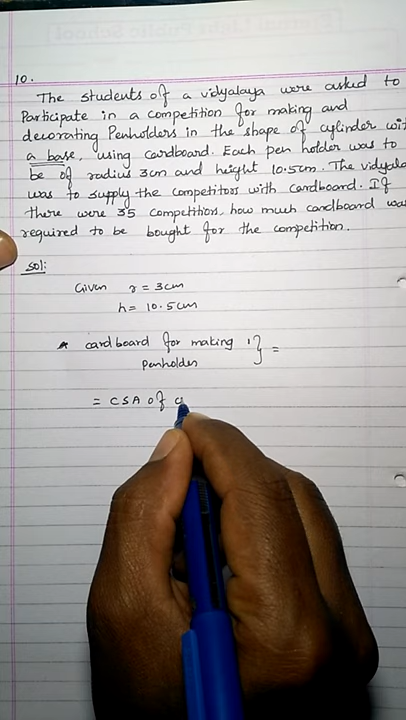 10.
The students of a vidyalaya were asked to
Participate in a competition for making and
decorating Penholders in the shape of cylinder wit
a base, using cardboard. Each pen holder was to
be of radius 3cm and height 10.5cm. The vidyala
was to supply the competitors with cardboard. If
there were 35 competition, how much cardboard was
required to be bought for the competition.
Sol:
Given r = 3cm
h = 10.5cm
* cardboard for making 1 } =
penholder
= CSA of c